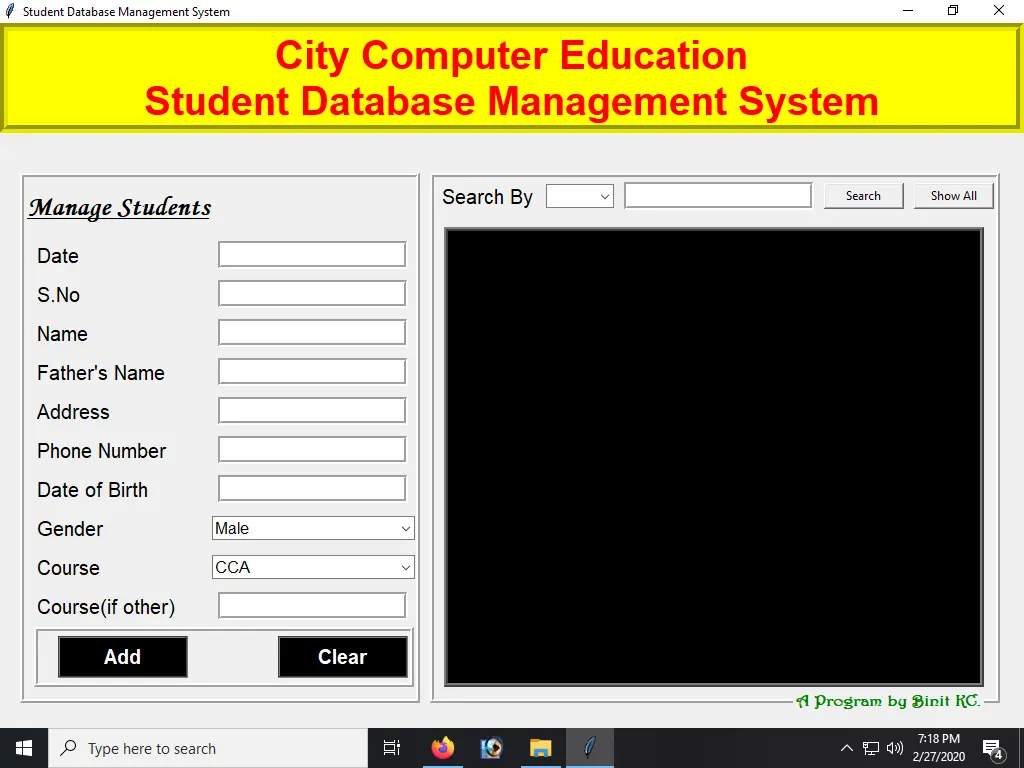 Student Database Management System
City Computer Education
Student Database Management System
Manage Students
Date
S.No
Name
Father's Name
Address
Phone Number
Date of Birth
Gender Male
Course CCA
Course(if other)
Add Clear
Search By Search Show All
A Program by Binit KC.
Type here to search
7:18 PM
2/27/2020
4